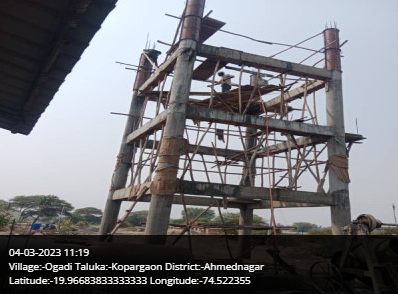 04-03-2023 11:19
Village:-Ogadi Taluka:-Kopargaon District:-Ahmednagar
Latitude:-19.96683833333333 Longitude:-74.522355